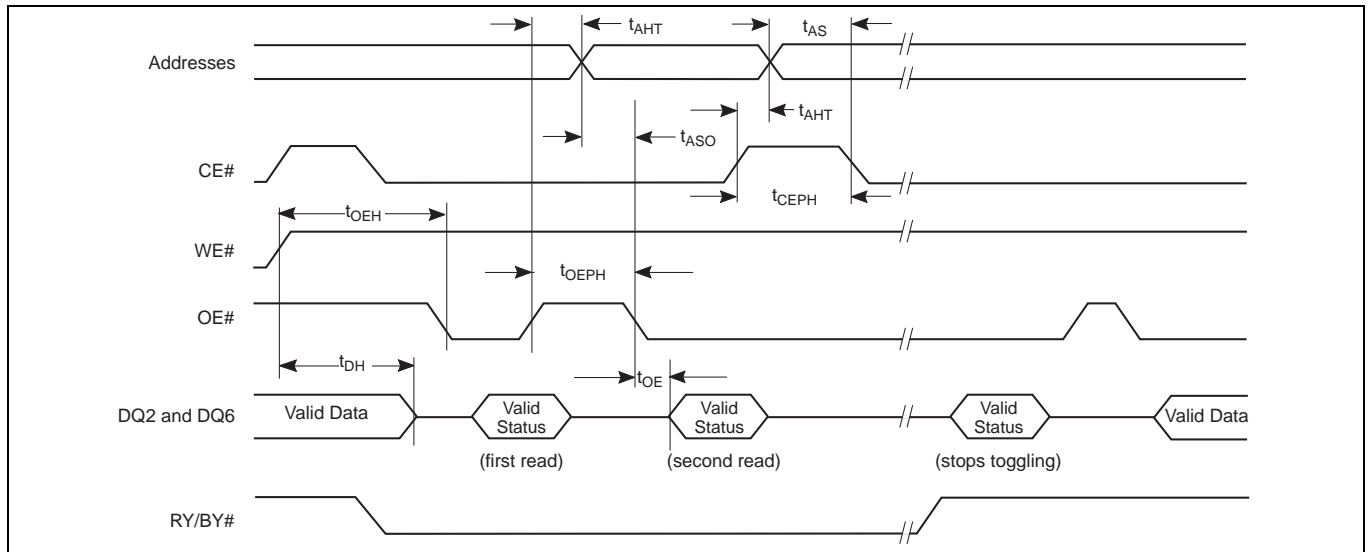 tAHT
tAS
Addresses
tAHT
tASO
CE#
tCEPH
tOEH
WE#
tOEPH
OE#
tDH
tOE
DQ2 and DQ6
Valid Data
Valid
Status
Valid
Status
Valid
Status
Valid Data
(first read)
(second read)
(stops toggling)
RY/BY#